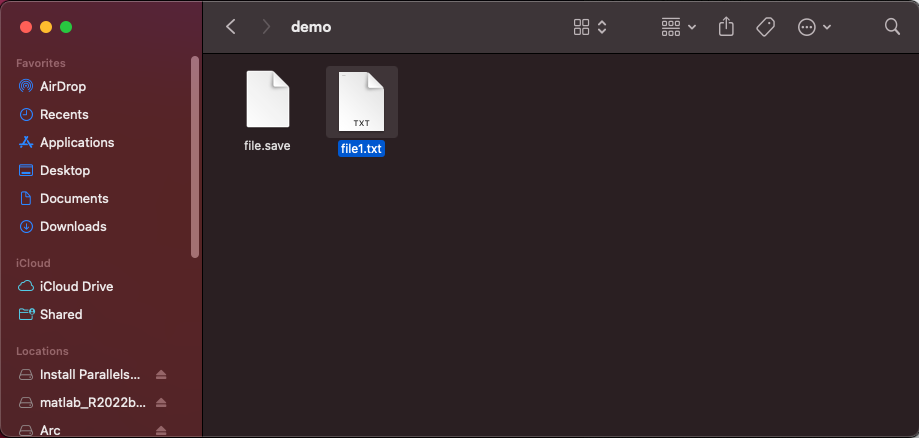 demo
Favorites
AirDrop
Recents
Applications
Desktop
Documents
Downloads
iCloud
iCloud Drive
Shared
Locations
Install Parallels...
matlab_R2022b...
Arc
TXT
file.save
file1.txt